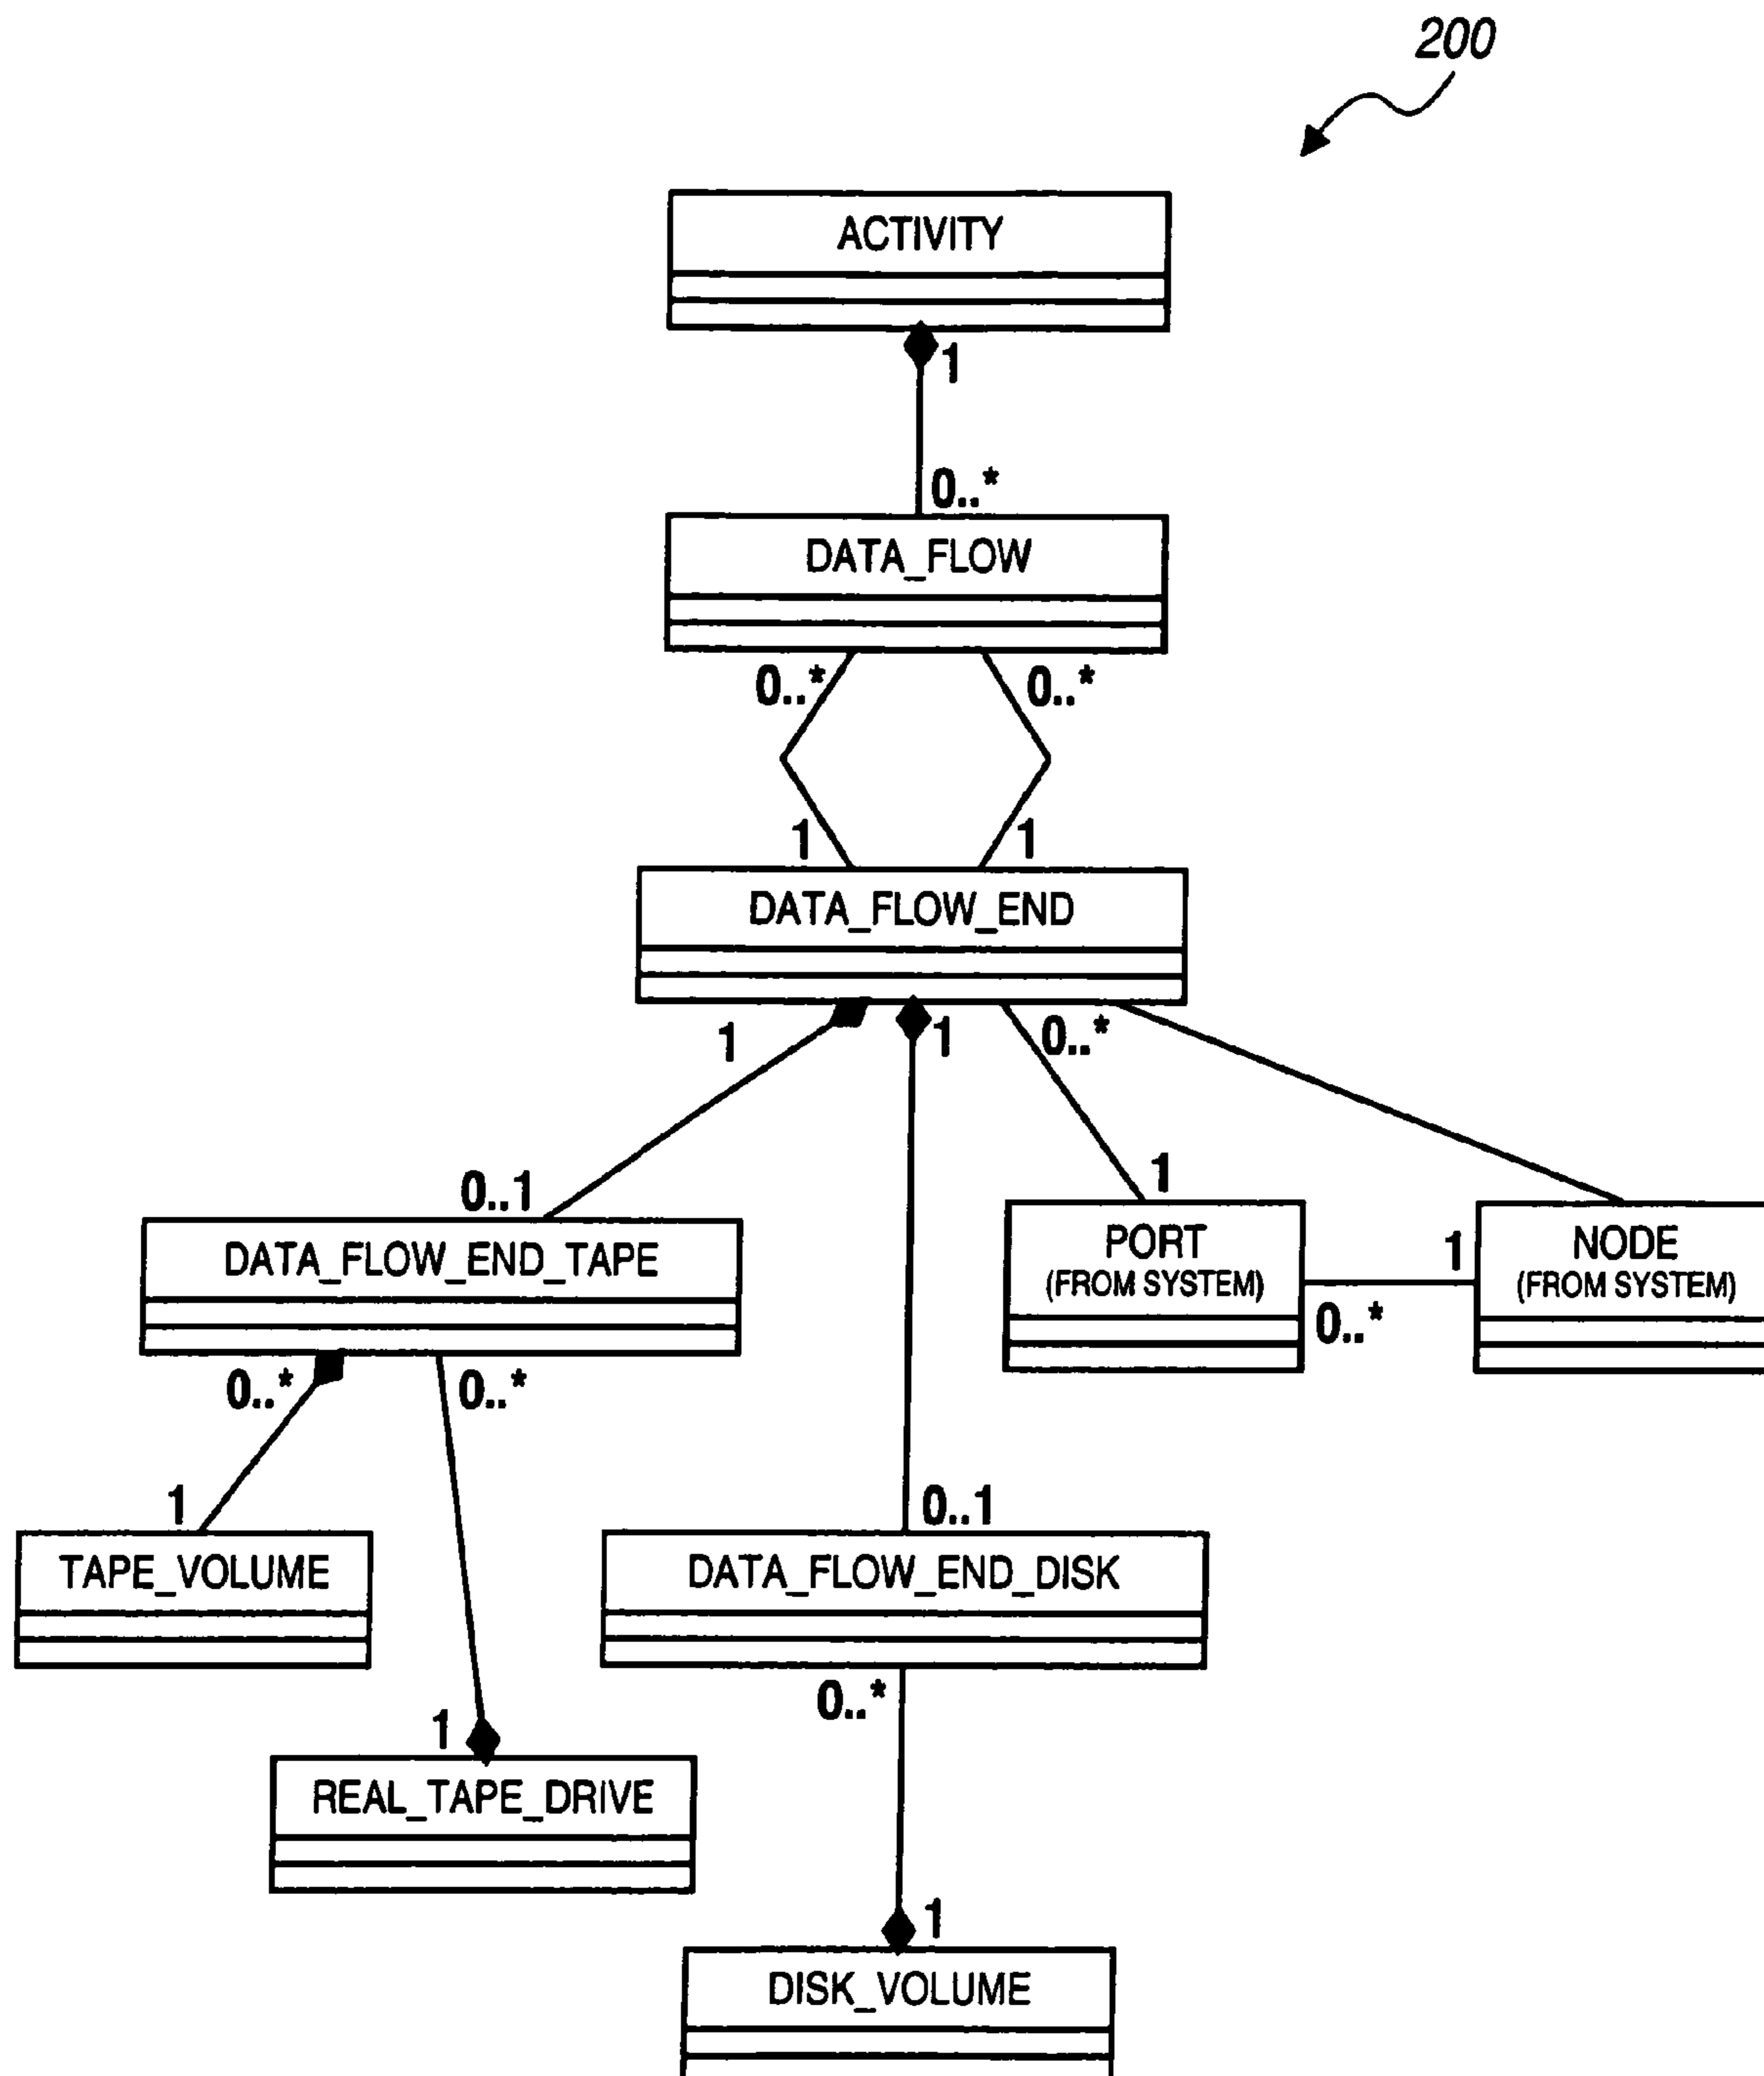 200
ACTIVITY
1
0..*
DATA_FLOW
0..* 0..*
1 1
DATA_FLOW_END
1 1 0..*
0..1 1
DATA_FLOW_END_TAPE
PORT
(FROM SYSTEM)
1
0..*
NODE
(FROM SYSTEM)
0..* 0..*
1 0..1
TAPE_VOLUME
DATA_FLOW_END_DISK
0..*
1
REAL_TAPE_DRIVE
1
DISK_VOLUME